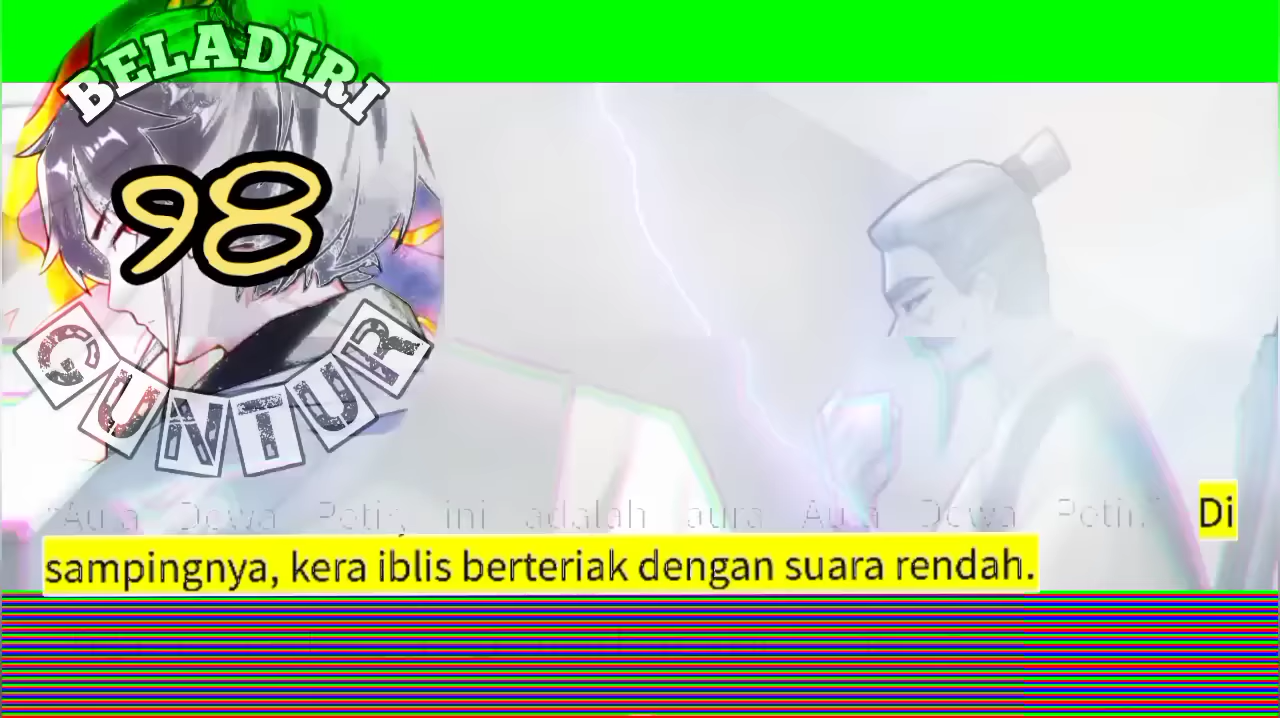 BELADIRI
98
GUNTUR
"Aura Dewa Petir, ini adalah aura Aura Dewa Petir." Di
sampingnya, kera iblis berteriak dengan suara rendah.